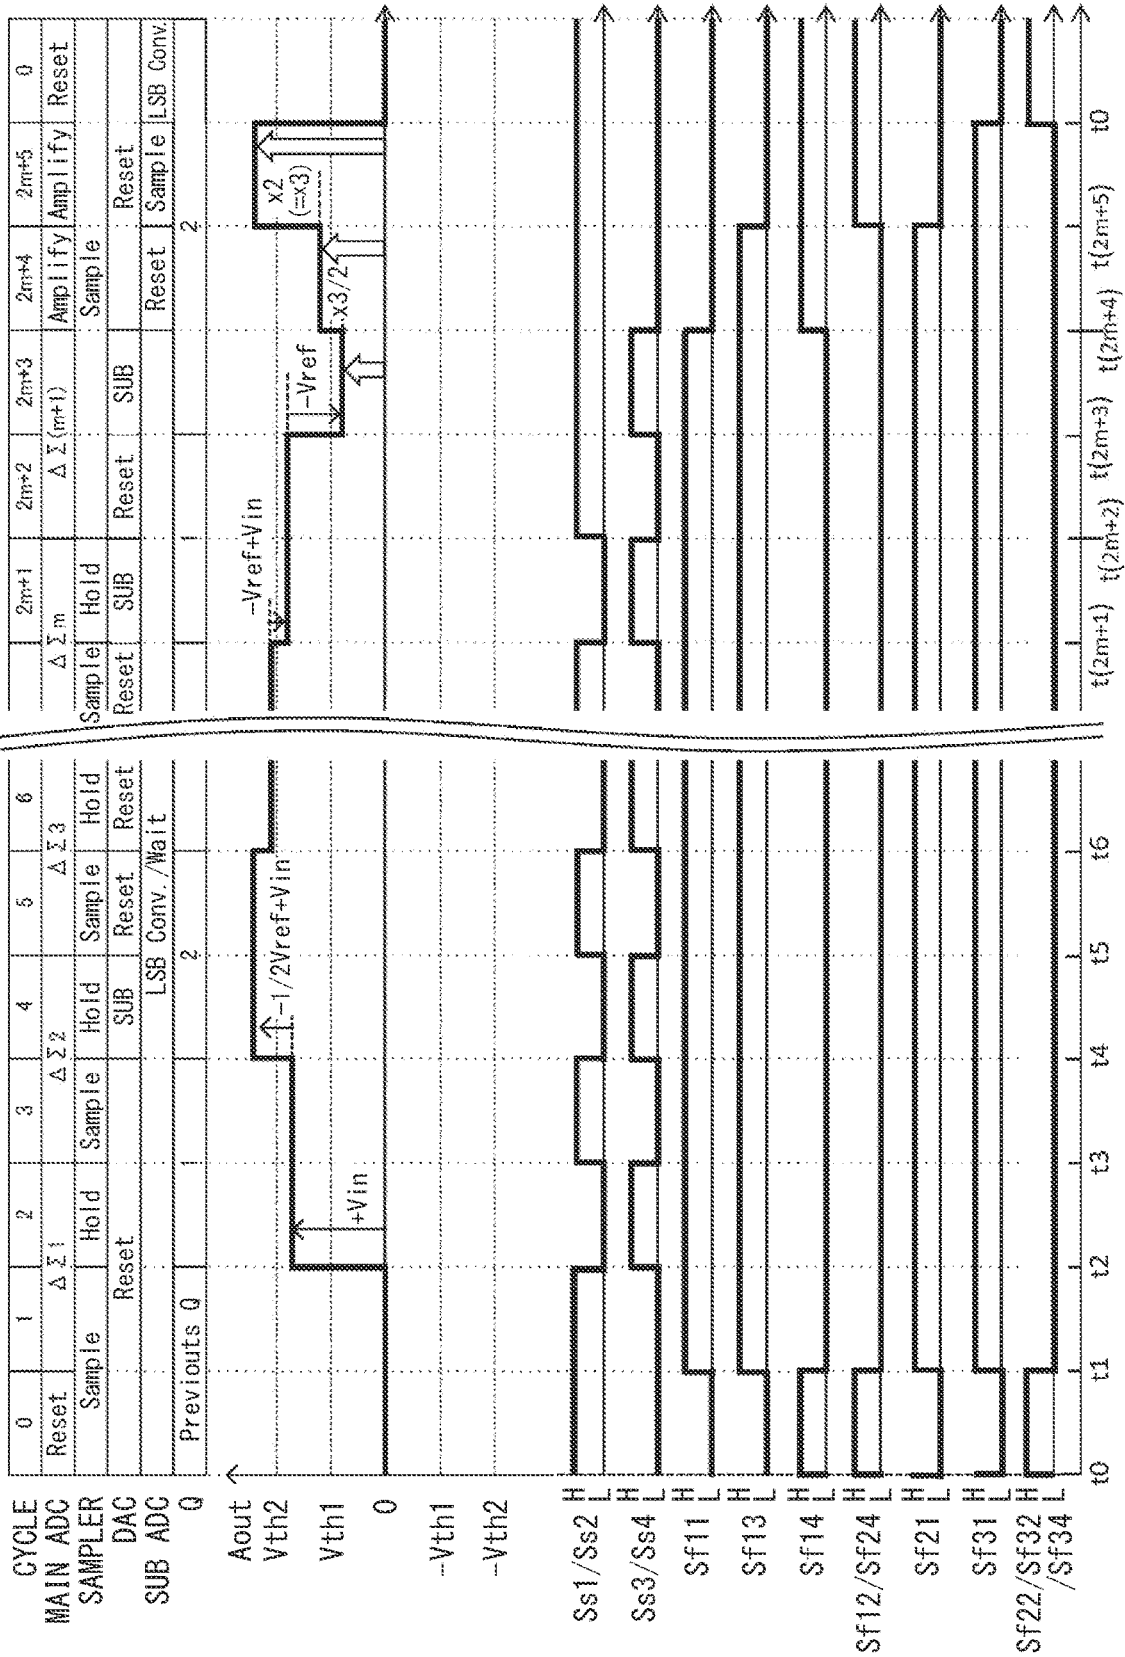 CYCLE 0 1 2 3 4 5 6 2m+1 2m+2 2m+3 2m+4 2m+5 0
MAIN ADC Reset ΔΣ1 ΔΣ2 ΔΣ3 ΔΣm ΔΣ(m+1) Amplify Amplify Reset
SAMPLER Sample Hold Sample Hold Sample Hold Sample Hold Sample
DAC Reset SUB Reset Reset Reset SUB Reset SUB Reset
SUB ADC LSB Conv./Wait Reset Sample LSB Conv.
Q Previouts Q 1 2 1 2
Aout
Vth2
Vth1
0
-Vth1
-Vth2
+Vin
-1/2Vref+Vin
-Vref+Vin
-Vref
x3/2
x2
(=x3)
Ss1/Ss2 H L
Ss3/Ss4 H L
Sf11 H L
Sf13 H L
Sf14 H L
Sf12/Sf24 H L
Sf21 H L
Sf31 H L
Sf22/Sf32 H
/Sf34 L
t0 t1 t2 t3 t4 t5 t6 t(2m+1) t(2m+2) t(2m+3) t(2m+4) t(2m+5) t0